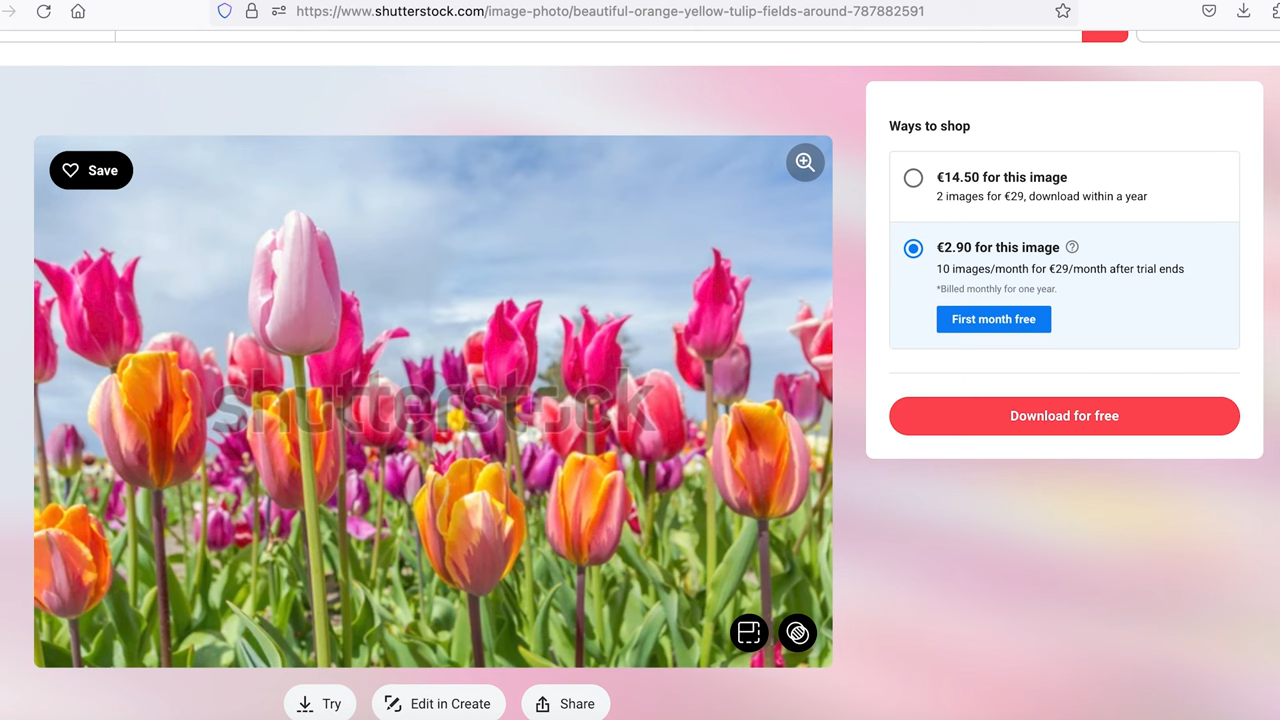 https://www.shutterstock.com/image-photo/beautiful-orange-yellow-tulip-fields-around-787882591
Save
shutterstock
Try
Edit in Create
Share
Ways to shop
€14.50 for this image
2 images for €29, download within a year
€2.90 for this image
10 images/month for €29/month after trial ends
*Billed monthly for one year.
First month free
Download for free